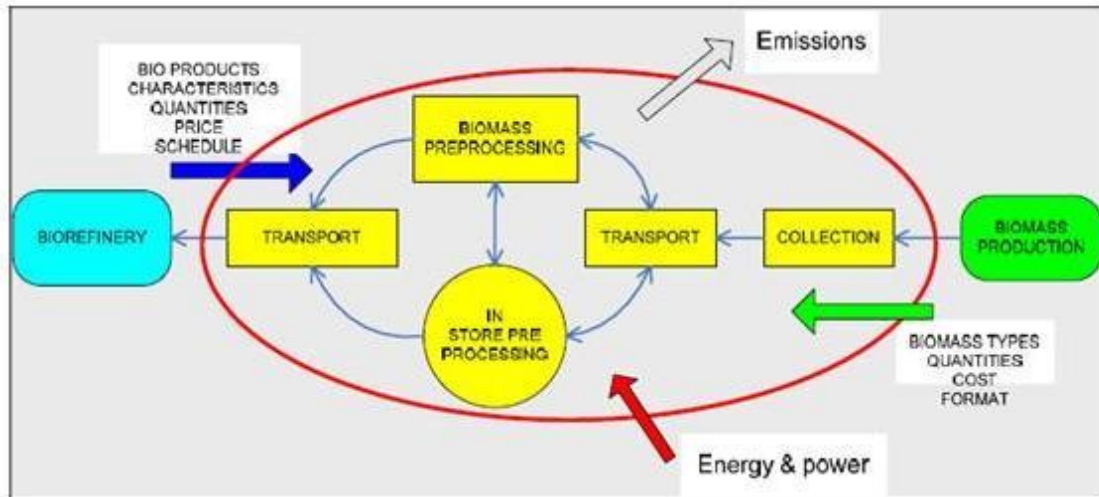 Emissions
BIO PRODUCTS
CHARACTERISTICS
QUANTITIES
PRICE
SCHEDULE
BIOMASS
PREPROCESSING
BIOREFINERY
TRANSPORT
TRANSPORT
COLLECTION
BIOMASS
PRODUCTION
IN
STORE PRE
PROCESSING
BIOMASS TYPES
QUANTITIES
COST
FORMAT
Energy & power